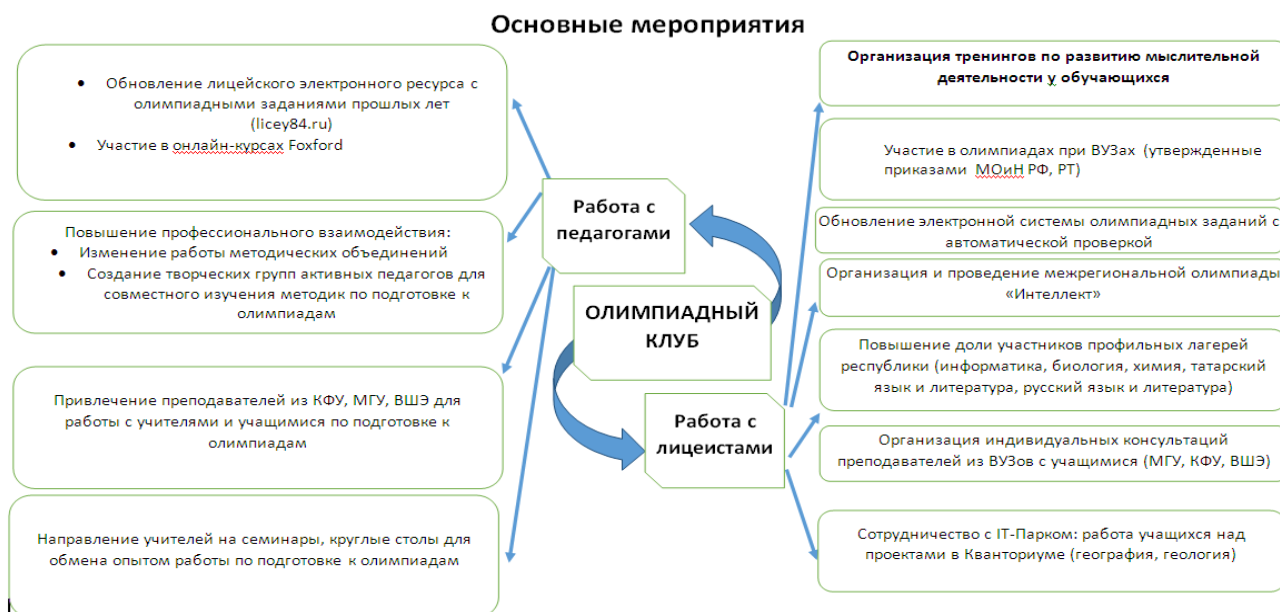 Основные мероприятия
Обновление лицейского электронного ресурса с
олимпиадными заданиями прошлых лет
(licey84.ru)
Участие в онлайн-курсах Foxford
Повышение профессионального взаимодействия:
Изменение работы методических объединений
Создание творческих групп активных педагогов для
совместного изучения методик по подготовке к
олимпиадам
Привлечение преподавателей из КФУ, МГУ, ВШЭ для
работы с учителями и учащимися по подготовке к
олимпиадам
Направление учителей на семинары, круглые столы для
обмена опытом работы по подготовке к олимпиадам
Работа с
педагогами
ОЛИМПИАДНЫЙ
КЛУБ
Работа с
лицеистами
Организация тренингов по развитию мыслительной
деятельности у обучающихся
Участие в олимпиадах при ВУЗах (утвержденные
приказами МОиН РФ, РТ)
Обновление электронной системы олимпиадных заданий с
автоматической проверкой
Организация и проведение межрегиональной олимпиады
«Интеллект»
Повышение доли участников профильных лагерей
республики (информатика, биология, химия, татарский
язык и литература, русский язык и литература)
Организация индивидуальных консультаций
преподавателей из ВУЗов с учащимися (МГУ, КФУ, ВШЭ)
Сотрудничество с IT-Парком: работа учащихся над
проектами в Кванториуме (география, геология)